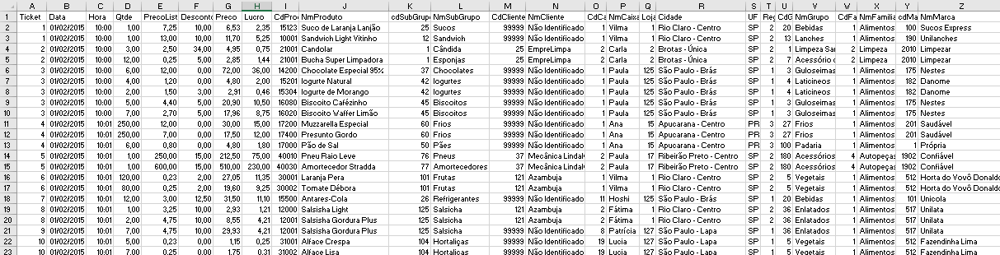 A B C D E F G H I J K L M N O P Q R S T U V W X Y Z
1 Ticket Data Hora Qtde PrecoList Desconto Preco Lucro CdPro NmProduto cdSubGrup NmSubGrupo CdCliente NmCliente CdCa NmCaixa Loja Cidade UF Reg CdG NmGrupo CdFa NmFamilia cdMa NmMarca
2 1 01/02/2015 10:00 1,00 7,25 10,00 6,53 2,35 15123 Suco de Laranja Lanjão 25 Sucos 99999 Não Identificado 1 Vilma 1 Rio Claro - Centro SP 2 20 Bebidas 1 Alimentos 100 Sucos Express
3 1 01/02/2015 10:00 1,00 13,00 10,00 11,70 5,25 10001 Sandwich Light Vitinho 12 Sandwich 99999 Não Identificado 1 Vilma 1 Rio Claro - Centro SP 2 13 Lanches 1 Alimentos 190 Unilanches
4 2 01/02/2015 10:00 3,00 2,50 34,00 4,95 0,75 21001 Candolar 1 Cândida 25 EmpreLimpa 2 Carla 2 Brotas - Única SP 2 1 Limpeza Sa 2 Limpeza 2010 Limpezar
5 2 01/02/2015 10:00 12,00 0,25 5,00 2,85 1,44 21001 Bucha Super Limpadora 1 Esponjas 25 EmpreLimpa 2 Carla 2 Brotas - Única SP 2 7 Acessório d 2 Limpeza 2010 Limpezar
6 3 01/02/2015 10:00 6,00 12,00 0,00 72,00 36,00 14200 Chocolate Especial 95% 37 Chocolates 99999 Não Identificado 1 Paula 125 São Paulo - Brás SP 1 3 Guloseimas 1 Alimentos 175 Nestes
7 3 01/02/2015 10:00 4,00 1,20 0,00 4,80 2,00 15201 Iogurte Natural 42 Iogurtes 99999 Não Identificado 1 Paula 125 São Paulo - Brás SP 1 4 Laticineos 1 Alimentos 182 Danome
8 3 01/02/2015 10:00 2,00 1,50 3,00 2,91 0,46 15304 Iogurte de Morango 42 Iogurtes 99999 Não Identificado 1 Paula 125 São Paulo - Brás SP 1 4 Laticineos 1 Alimentos 182 Danome
9 3 01/02/2015 10:00 5,00 4,40 5,00 20,90 10,50 16080 Biscoito Cafézinho 45 Biscoitos 99999 Não Identificado 1 Paula 125 São Paulo - Brás SP 1 3 Guloseimas 1 Alimentos 175 Nestes
10 3 01/02/2015 10:00 7,00 2,70 5,00 17,96 8,75 16020 Biscoito Waffer Limão 45 Biscoitos 99999 Não Identificado 1 Paula 125 São Paulo - Brás SP 1 3 Guloseimas 1 Alimentos 175 Nestes
11 4 01/02/2015 10:01 250,00 12,00 0,00 30,00 15,00 17200 Muzzarella Especial 60 Frios 99999 Não Identificado 1 Ana 15 Apucarana - Centro PR 3 27 Frios 1 Alimentos 201 Saudável
12 4 01/02/2015 10:01 250,00 7,00 0,00 17,50 12,00 17400 Presunto Gordo 60 Frios 99999 Não Identificado 1 Ana 15 Apucarana - Centro PR 3 27 Frios 1 Alimentos 201 Saudável
13 4 01/02/2015 10:01 6,00 0,80 0,00 4,80 1,80 17000 Pão de Sal 50 Pães 99999 Não Identificado 1 Ana 15 Apucarana - Centro PR 3 100 Padaria 1 Alimentos 1 Própria
14 5 01/02/2015 10:01 1,00 250,00 15,00 212,50 75,00 40010 Pneu Raio Leve 76 Pneus 37 Mecânica Lindal 2 Paula 17 Ribeirão Preto - Centro SP 2 180 Acessórios 4 Autopeças 1902 Confiável
15 5 01/02/2015 10:01 1,00 600,00 15,00 510,00 230,00 40030 Amortecedor Stradda 77 Amortecedores 37 Mecânica Lindal 2 Paula 17 Ribeirão Preto - Centro SP 2 180 Acessórios 4 Autopeças 1902 Confiável
16 6 01/02/2015 10:01 120,00 0,23 2,00 27,05 11,35 30001 Laranja Pera 101 Frutas 121 Azambuja 1 Vilma 1 Rio Claro - Centro SP 2 5 Vegetais 1 Alimentos 512 Horta do Vovô Donaldo
17 6 01/02/2015 10:01 80,00 0,25 2,00 19,60 9,25 30002 Tomate Débora 101 Frutas 121 Azambuja 1 Vilma 1 Rio Claro - Centro SP 2 5 Vegetais 1 Alimentos 512 Horta do Vovô Donaldo
18 7 01/02/2015 10:01 12,00 3,00 12,50 31,50 11,10 15500 Antares-Cola 26 Refrigerantes 99999 Não Identificado 11 Hoshi 125 São Paulo - Brás SP 1 20 Bebidas 1 Alimentos 101 Unicola
19 8 01/02/2015 10:01 1,00 3,25 10,00 2,93 1,21 12000 Salsisha Light 125 Salsicha 121 Azambuja 2 Fátima 1 Rio Claro - Centro SP 2 36 Enlatados 1 Alimentos 512 Unilata
20 8 01/02/2015 10:01 2,00 4,75 10,00 8,55 4,21 12001 Salsisha Gordura Plus 125 Salsicha 121 Azambuja 2 Fátima 1 Rio Claro - Centro SP 2 36 Enlatados 1 Alimentos 512 Unilata
21 9 01/02/2015 10:01 7,00 4,75 10,00 29,93 4,21 12001 Salsisha Gordura Plus 125 Salsicha 99999 Não Identificado 8 Patrícia 127 São Paulo - Lapa SP 1 36 Enlatados 1 Alimentos 512 Unilata
22 10 01/02/2015 10:01 5,00 0,23 0,00 1,15 0,25 31001 Alface Crespa 104 Hortaliças 99999 Não Identificado 19 Lucia 127 São Paulo - Lapa SP 1 5 Vegetais 1 Alimentos 512 Fazendinha Lima
23 10 01/02/2015 10:01 7,00 0,25 0,00 1,75 0,31 31002 Alface Lisa 104 Hortaliças 99999 Não Identificado 19 Lucia 127 São Paulo - Lapa SP 1 5 Vegetais 1 Alimentos 512 Fazendinha Lima